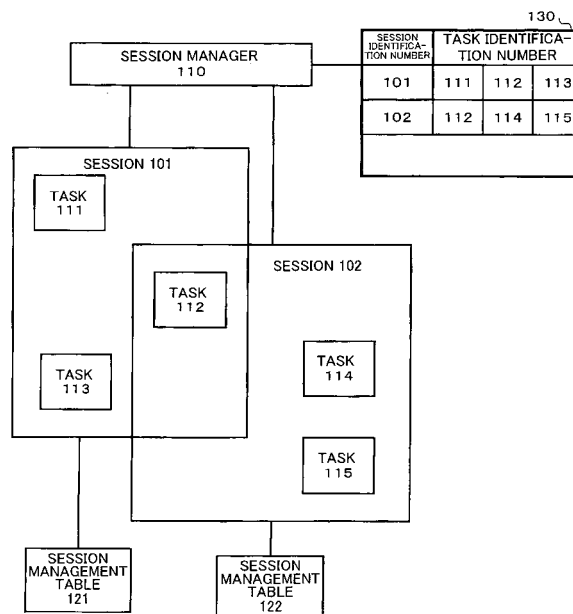 130
SESSION MANAGER
110
SESSION
IDENTIFICA-
TION NUMBER
TASK IDENTIFICA-
TION NUMBER
101 111 112 113
102 112 114 115
SESSION 101
TASK
111
SESSION 102
TASK
112
TASK
113
TASK
114
TASK
115
SESSION
MANAGEMENT
TABLE
121
SESSION
MANAGEMENT
TABLE
122